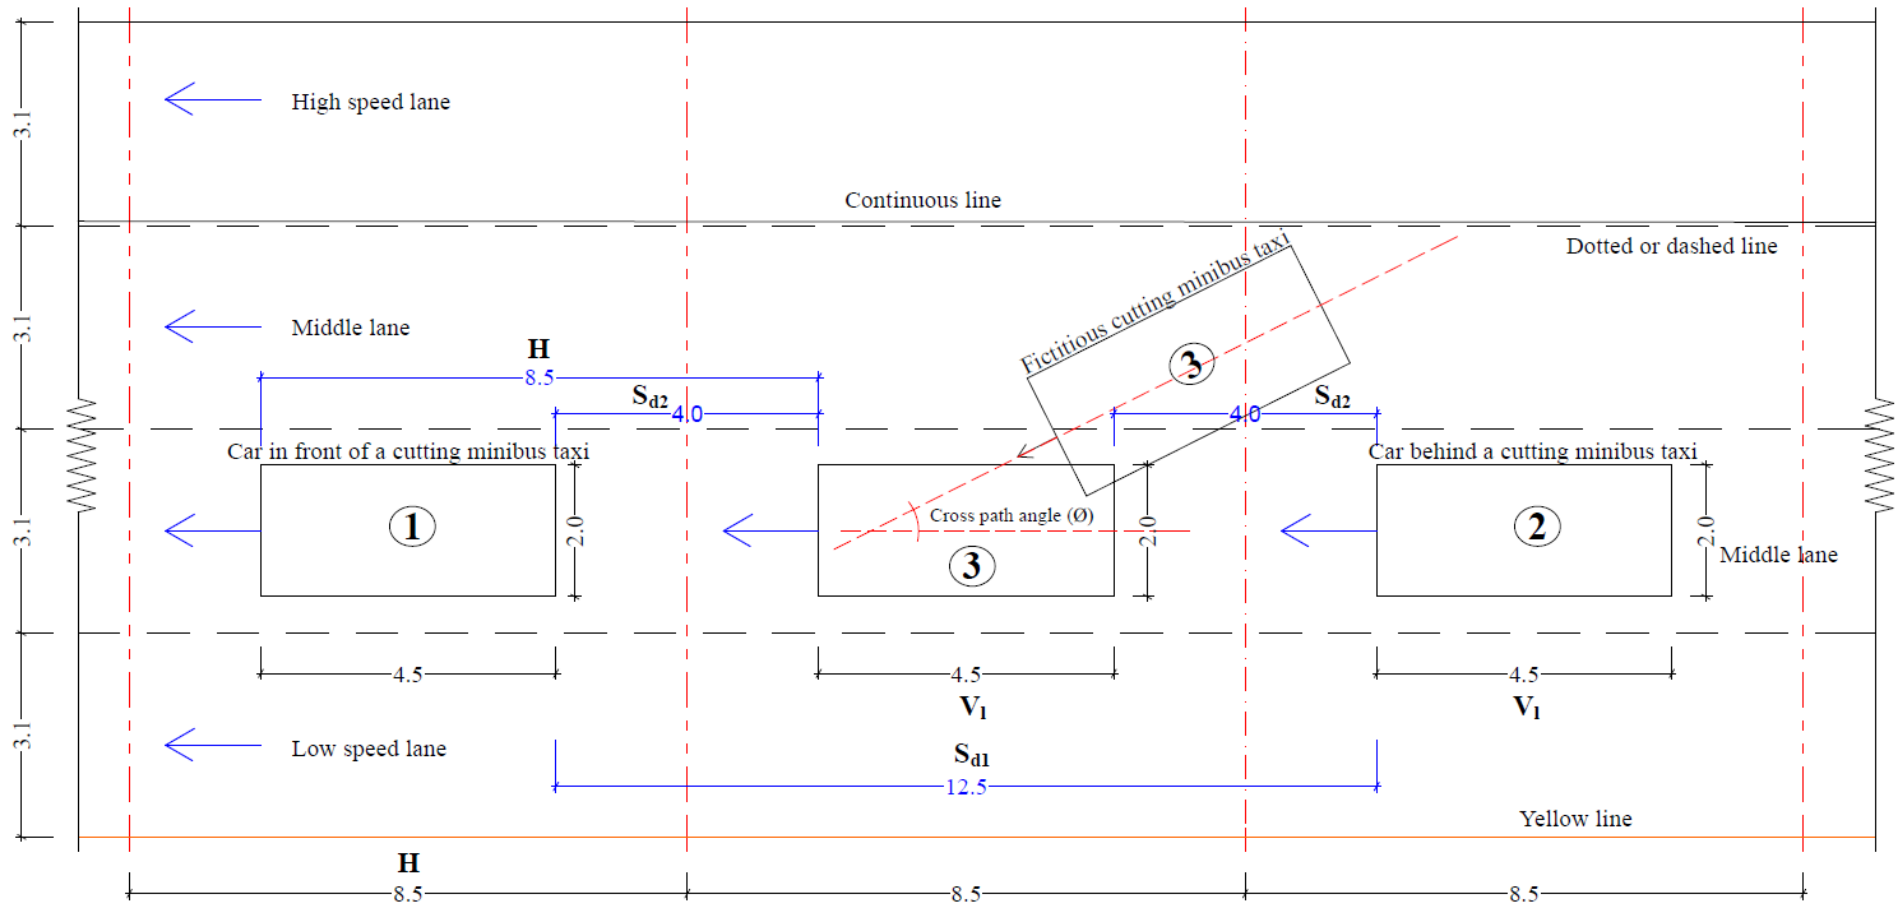 3.1
High speed lane
Continuous line
Dotted or dashed line
3.1
Middle lane
H
8.5
Sd2
4.0
Fictitious cutting minibus taxi
3
Sd2
4.0
Car in front of a cutting minibus taxi
Car behind a cutting minibus taxi
3.1
1
2.0
Cross path angle (Ø)
3
2.0
2
2.0
Middle lane
4.5
4.5
Vl
4.5
Vl
3.1
Low speed lane
Sd1
12.5
Yellow line
H
8.5
8.5
8.5